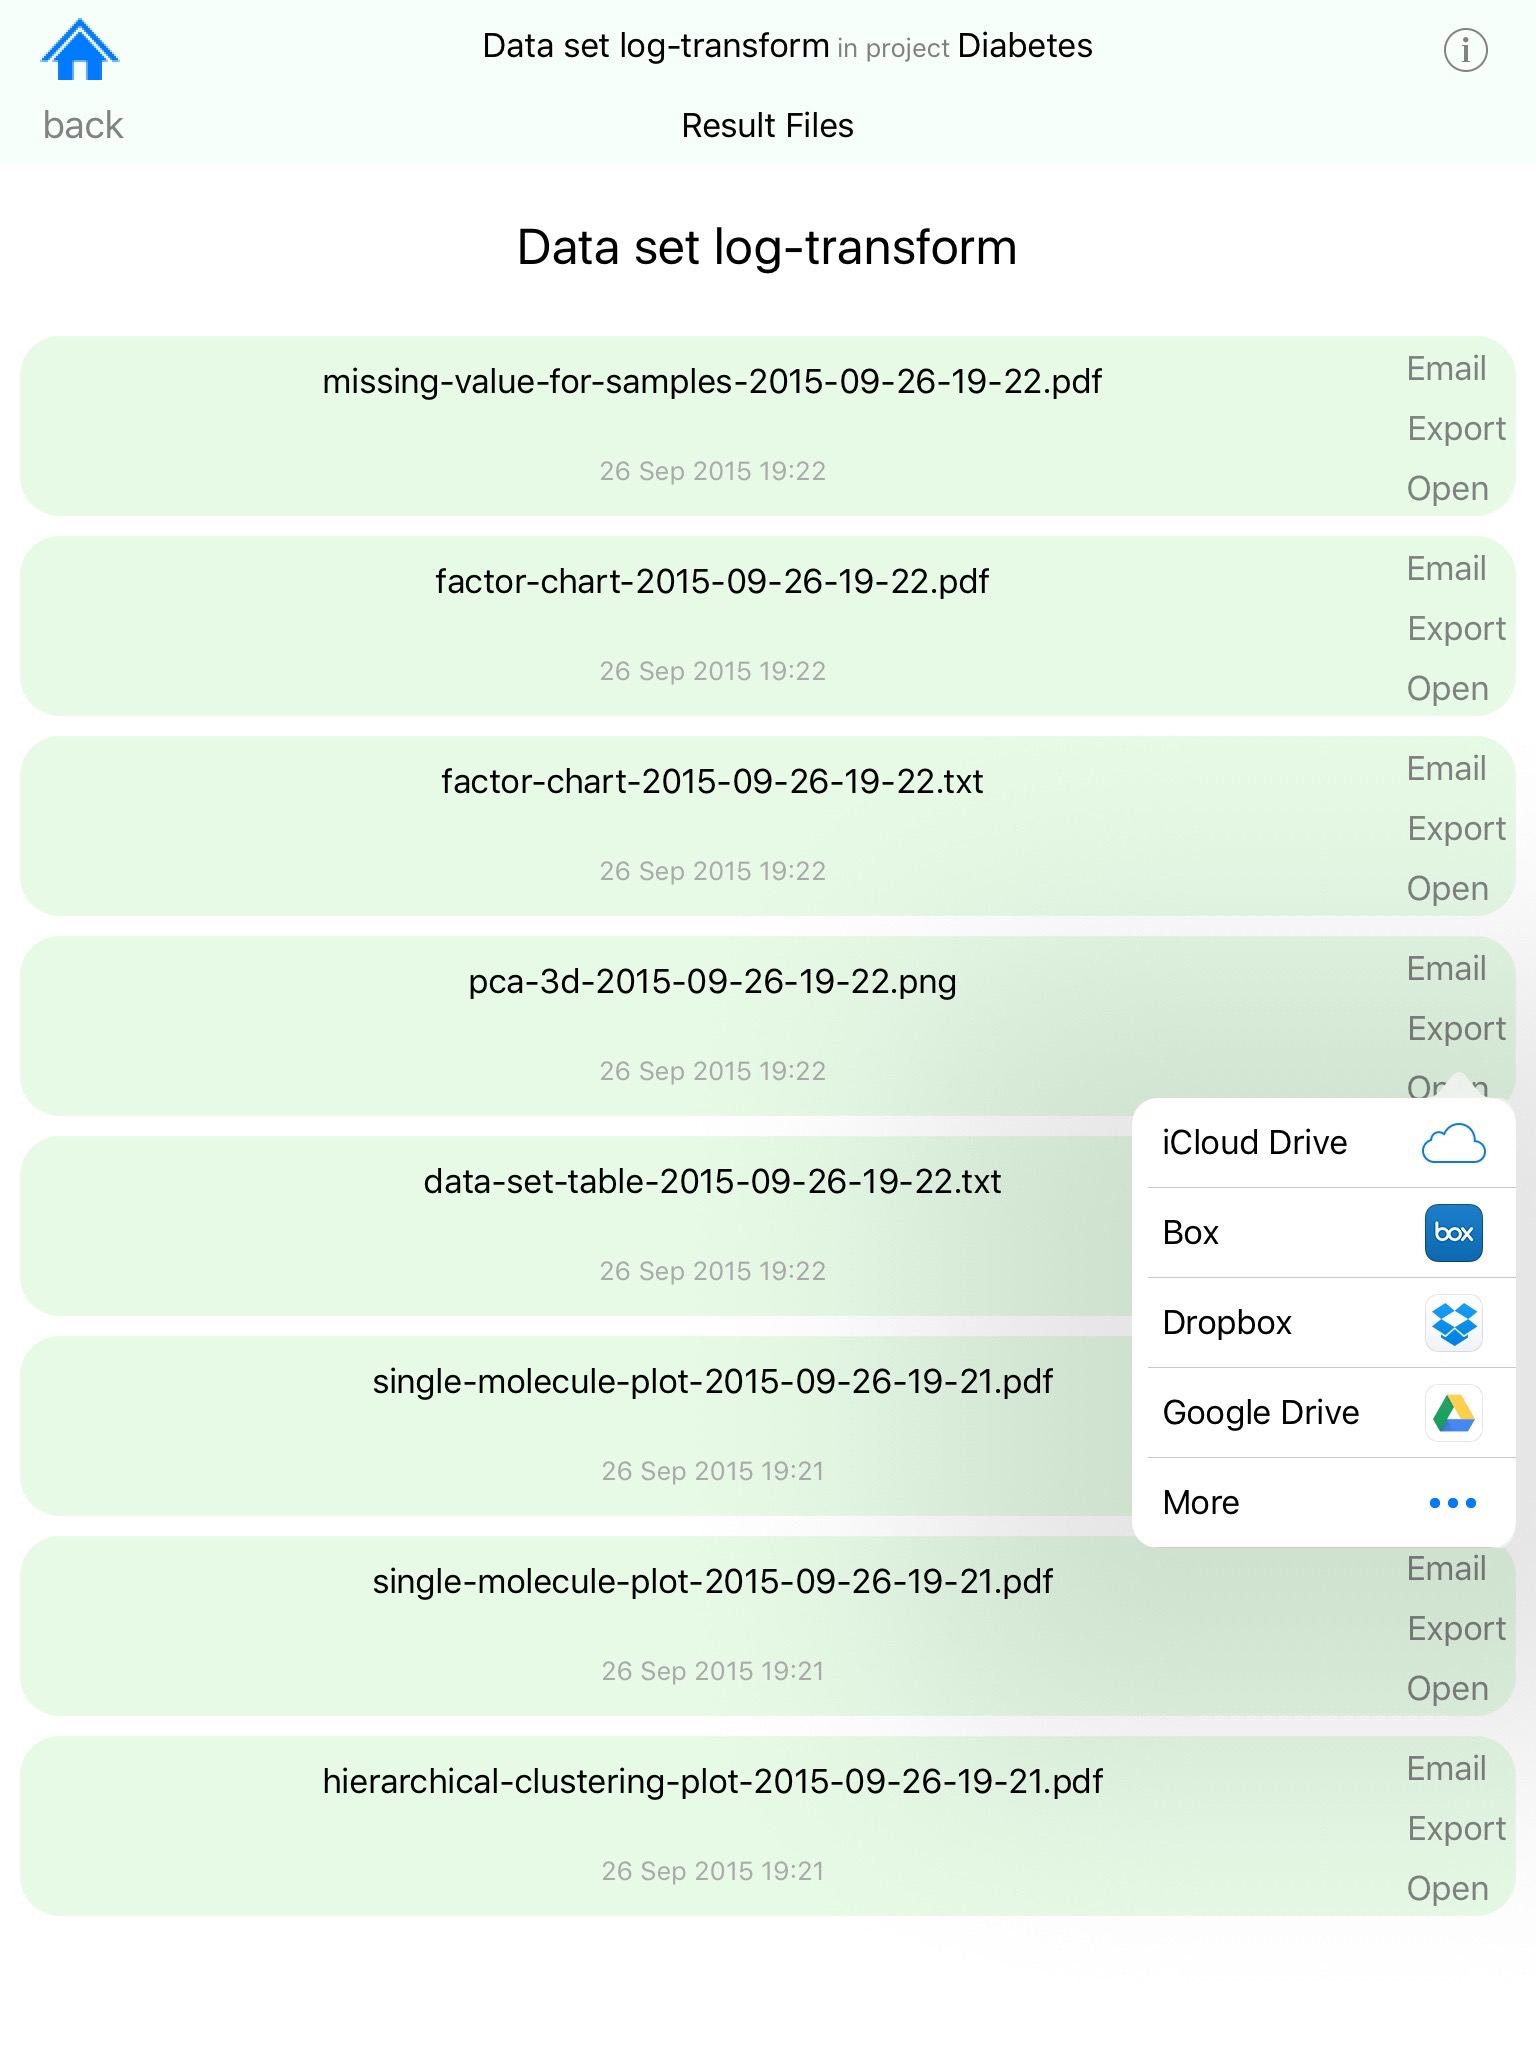 Data set log-transform in project Diabetes
back
Result Files
Data set log-transform
missing-value-for-samples-2015-09-26-19-22.pdf
26 Sep 2015 19:22
Email
Export
Open
factor-chart-2015-09-26-19-22.pdf
26 Sep 2015 19:22
Email
Export
Open
factor-chart-2015-09-26-19-22.txt
26 Sep 2015 19:22
Email
Export
Open
pca-3d-2015-09-26-19-22.png
26 Sep 2015 19:22
Email
Export
Open
data-set-table-2015-09-26-19-22.txt
26 Sep 2015 19:22
iCloud Drive
Box
box
Dropbox
Google Drive
More
single-molecule-plot-2015-09-26-19-21.pdf
26 Sep 2015 19:21
single-molecule-plot-2015-09-26-19-21.pdf
26 Sep 2015 19:21
Email
Export
Open
hierarchical-clustering-plot-2015-09-26-19-21.pdf
26 Sep 2015 19:21
Email
Export
Open